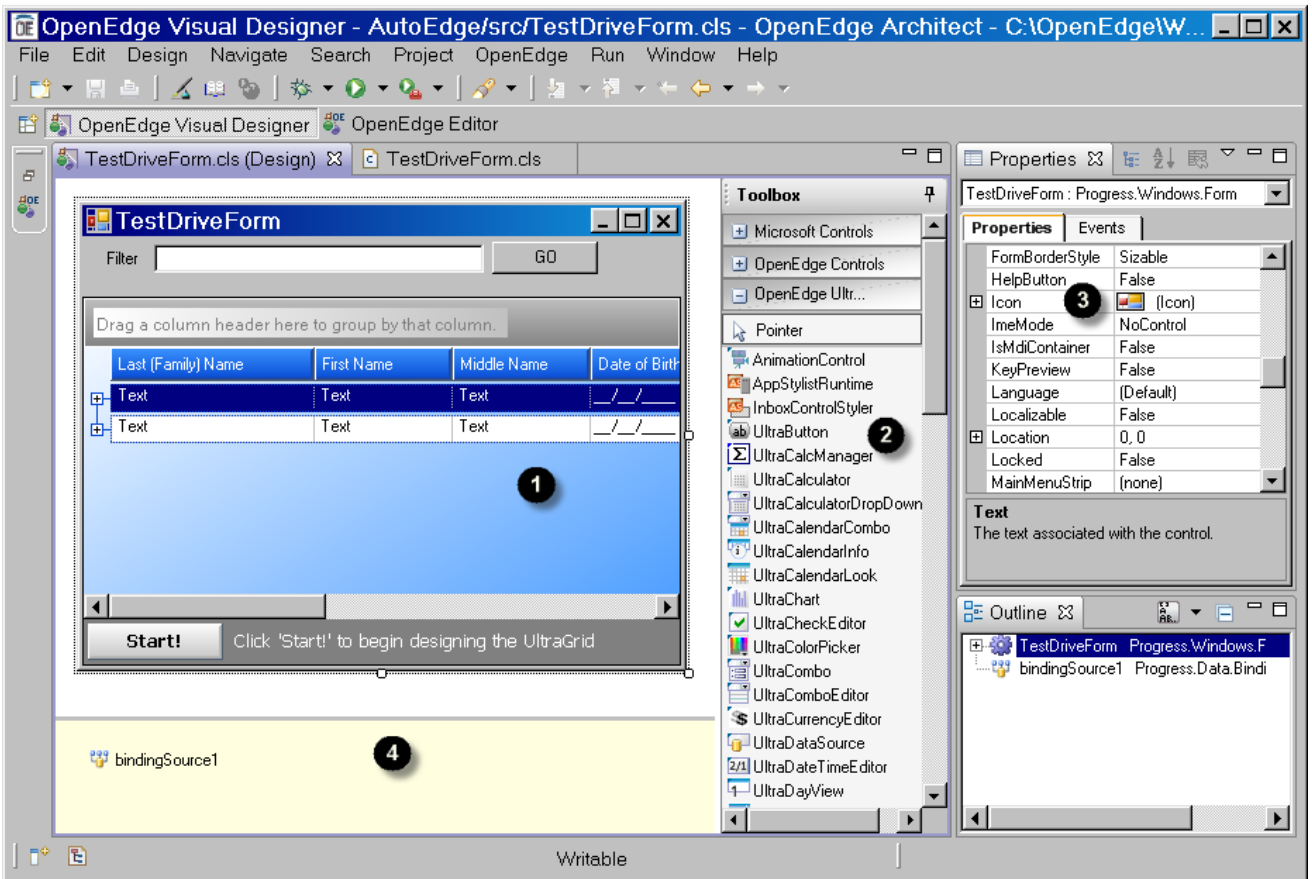 OpenEdge Visual Designer - AutoEdge/src/TestDriveForm.cls - OpenEdge Architect - C:\OpenEdge\W...
File Edit Design Navigate Search Project OpenEdge Run Window Help
OpenEdge Visual Designer OpenEdge Editor
TestDriveForm.cls (Design) TestDriveForm.cls
TestDriveForm
Filter GO
Drag a column header here to group by that column.
Last (Family) Name First Name Middle Name Date of Birth
Text Text Text __/__/____
Text Text Text __/__/____
1
Start! Click 'Start!' to begin designing the UltraGrid
bindingSource1
4
Toolbox
Microsoft Controls
OpenEdge Controls
OpenEdge Ultr...
Pointer
AnimationControl
AppStylistRuntime
InboxControlStyler
UltraButton
2
UltraCalcManager
UltraCalculator
UltraCalculatorDropDown
UltraCalendarCombo
UltraCalendarInfo
UltraCalendarLook
UltraChart
UltraCheckEditor
UltraColorPicker
UltraCombo
UltraComboEditor
UltraCurrencyEditor
UltraDataSource
UltraDateTimeEditor
UltraDayView
Properties
TestDriveForm : Progress.Windows.Form
Properties Events
FormBorderStyle Sizable
HelpButton False
Icon 3 (Icon)
ImeMode NoControl
IsMdiContainer False
KeyPreview False
Language (Default)
Localizable False
Location 0, 0
Locked False
MainMenuStrip (none)
Text
The text associated with the control.
Outline
TestDriveForm Progress.Windows.F
bindingSource1 Progress.Data.Bindi
Writable